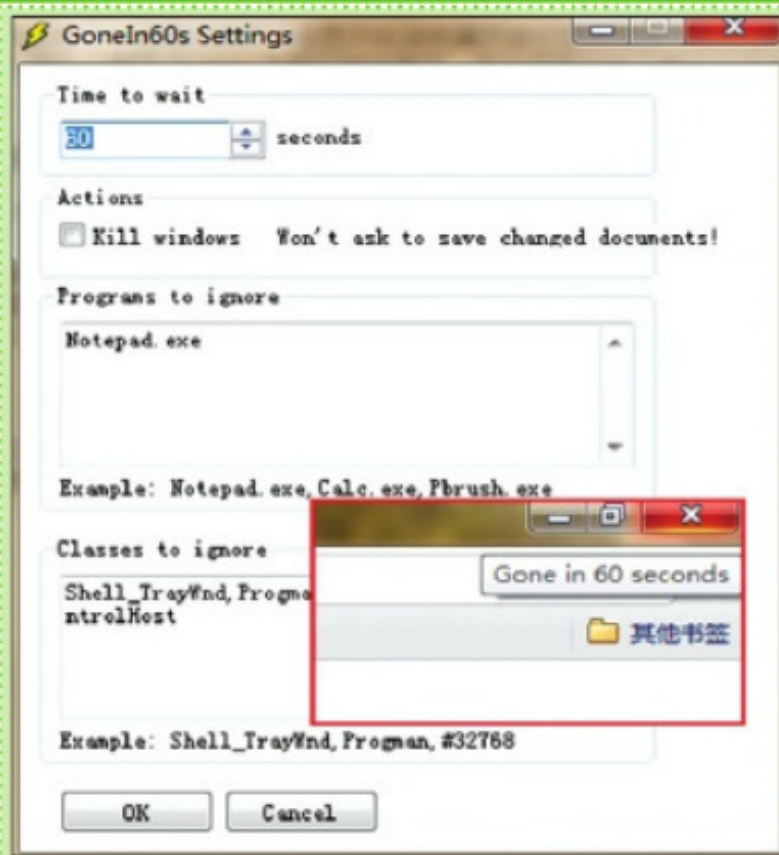 GoneIn60s Settings
Time to wait
60 seconds
Actions
Kill windows Won't ask to save changed documents!
Programs to ignore
Notepad.exe
Example: Notepad.exe,Calc.exe,Pbrush.exe
Classes to ignore
Shell_TrayWnd,Progma
ntrolHost
Gone in 60 seconds
其他书签
Example: Shell_TrayWnd,Progman,#32768
OK Cancel